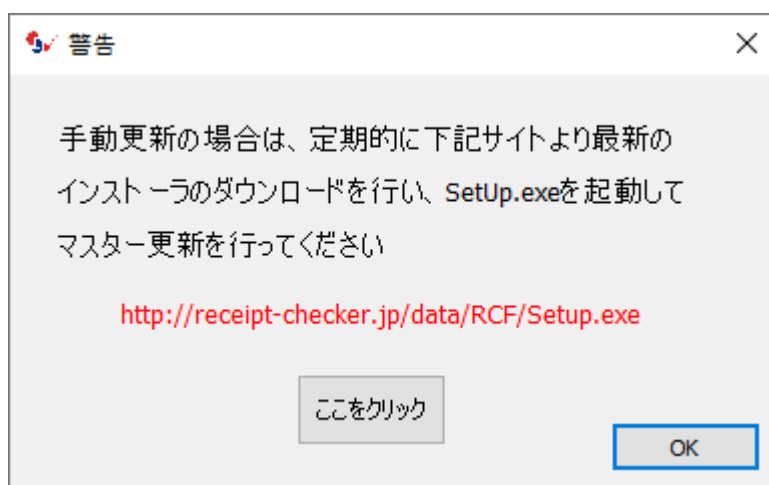 警告
手動更新の場合は、定期的に下記サイトより最新の
インストーラのダウンロードを行い、SetUp.exeを起動して
マスター更新を行ってください
http://receipt-checker.jp/data/RCF/Setup.exe
ここをクリック
OK